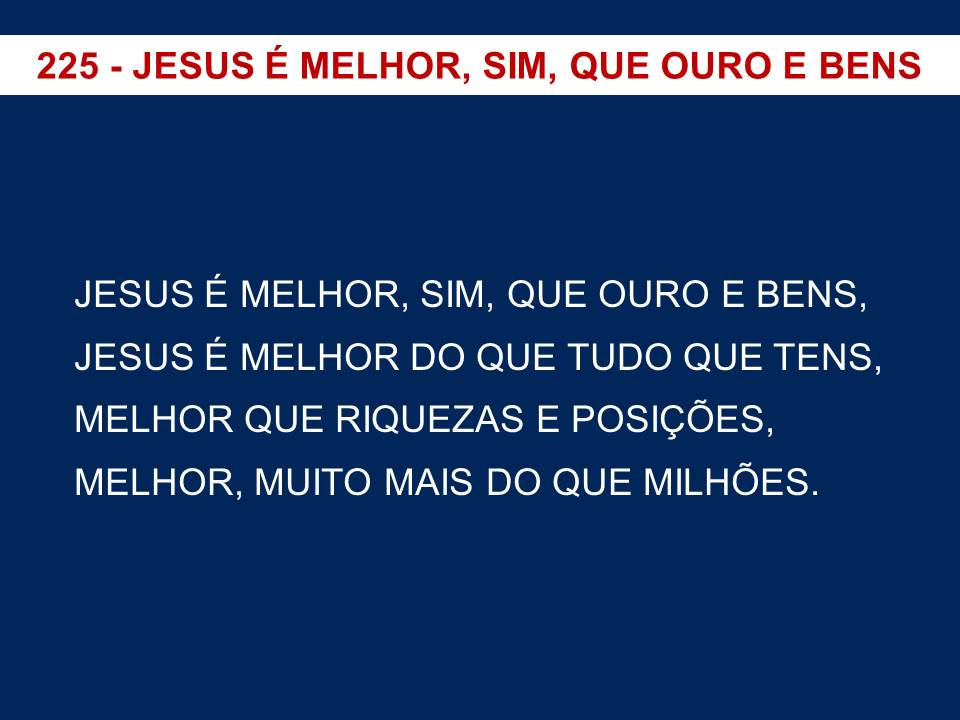 225 - JESUS É MELHOR, SIM, QUE OURO E BENS
JESUS É MELHOR, SIM, QUE OURO E BENS,
JESUS É MELHOR DO QUE TUDO QUE TENS,
MELHOR QUE RIQUEZAS E POSIÇÕES,
MELHOR, MUITO MAIS DO QUE MILHÕES.